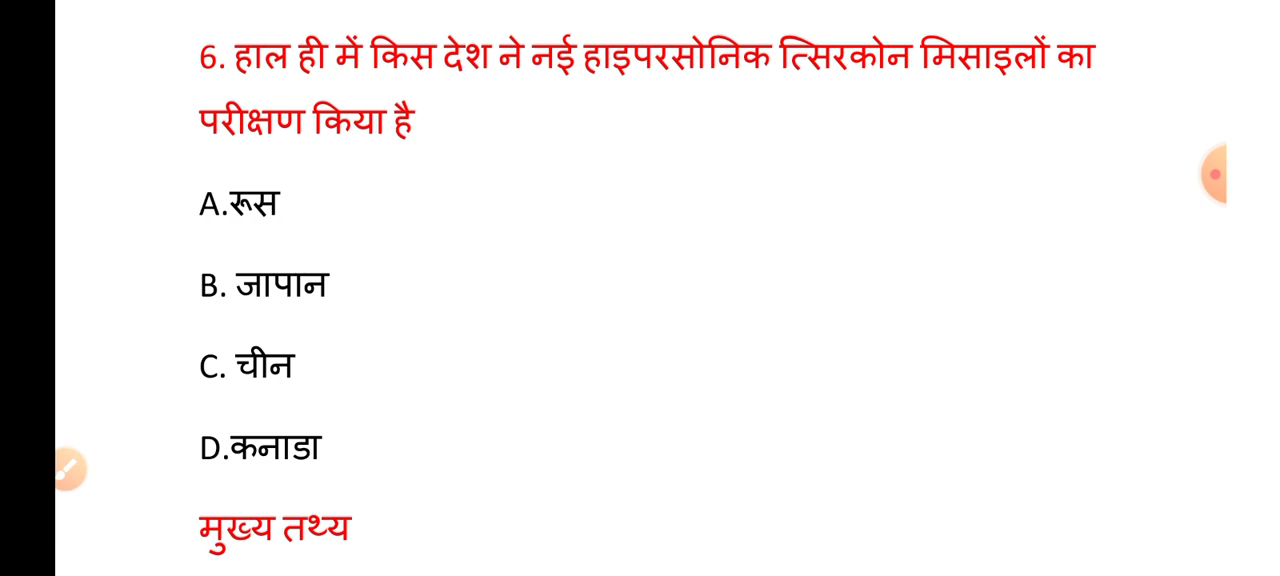 6. हाल ही में किस देश ने नई हाइपरसोनिक त्सिरकोन मिसाइलों का
परीक्षण किया है
A.रूस
B. जापान
C. चीन
D.कनाडा
मुख्य तथ्य